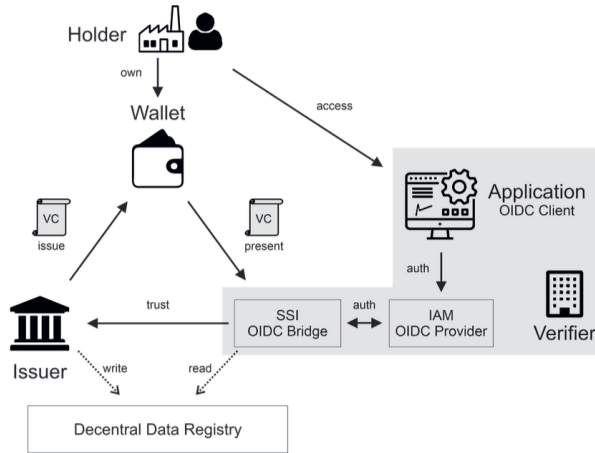 Holder
own
access
Wallet
VC
issue
VC
present
Application
OIDC Client
auth
trust
SSI
OIDC Bridge
auth
IAM
OIDC Provider
Verifier
Issuer
write
read
Decentral Data Registry